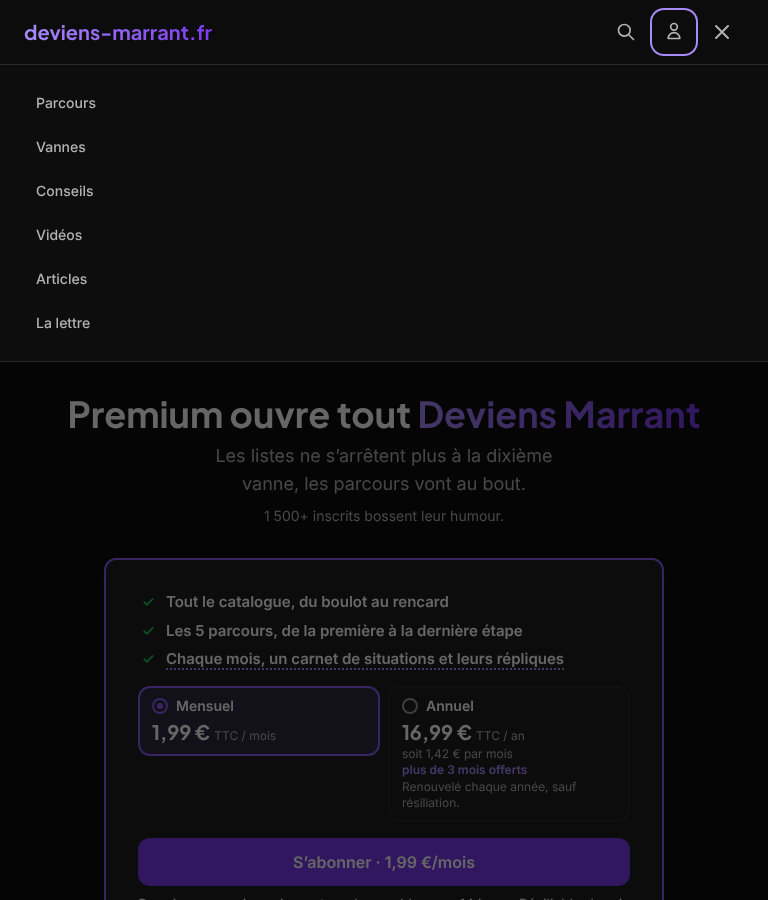 deviens-marrant.fr
Parcours
Vannes
Conseils
Vidéos
Articles
La lettre
Premium ouvre tout Deviens Marrant
Les listes ne s’arrêtent plus à la dixième
vanne, les parcours vont au bout.
1 500+ inscrits bossent leur humour.
Tout le catalogue, du boulot au rencard
Les 5 parcours, de la première à la dernière étape
Chaque mois, un carnet de situations et leurs répliques
Mensuel
1,99 € TTC / mois
Annuel
16,99 € TTC / an
soit 1,42 € par mois
plus de 3 mois offerts
Renouvelé chaque année, sauf
résiliation.
S’abonner · 1,99 €/mois